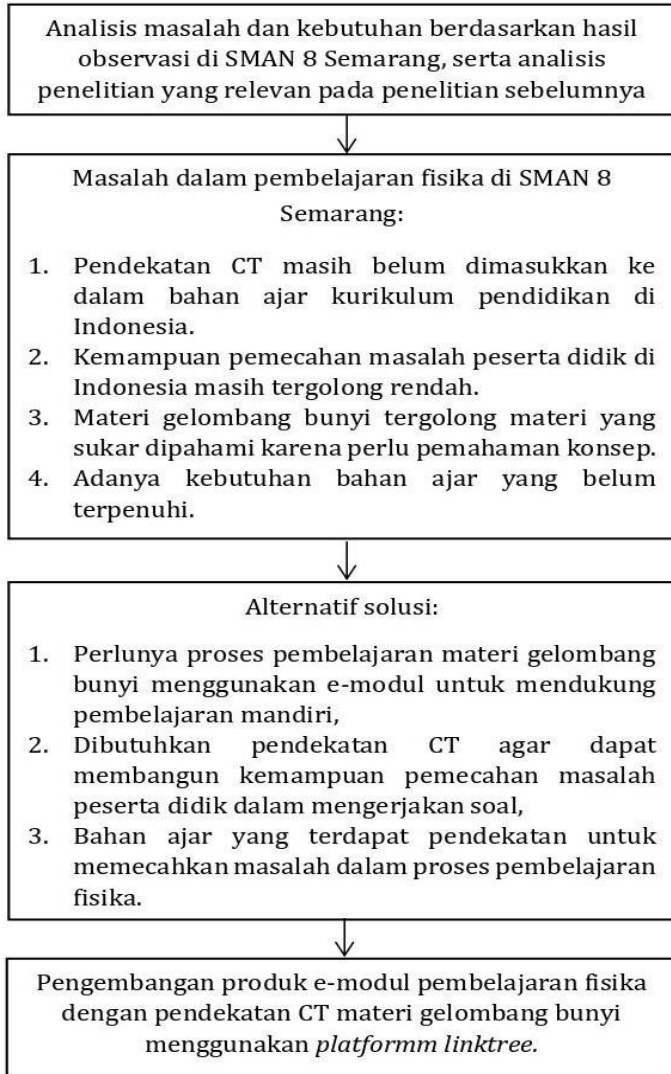 Analisis masalah dan kebutuhan berdasarkan hasil
observasi di SMAN 8 Semarang, serta analisis
penelitian yang relevan pada penelitian sebelumnya
Masalah dalam pembelajaran fisika di SMAN 8
Semarang:
1. Pendekatan CT masih belum dimasukkan ke
dalam bahan ajar kurikulum pendidikan di
Indonesia.
2. Kemampuan pemecahan masalah peserta didik di
Indonesia masih tergolong rendah.
3. Materi gelombang bunyi tergolong materi yang
sukar dipahami karena perlu pemahaman konsep.
4. Adanya kebutuhan bahan ajar yang belum
terpenuhi.
Alternatif solusi:
1. Perlunya proses pembelajaran materi gelombang
bunyi menggunakan e-modul untuk mendukung
pembelajaran mandiri,
2. Dibutuhkan pendekatan CT agar dapat
membangun kemampuan pemecahan masalah
peserta didik dalam mengerjakan soal,
3. Bahan ajar yang terdapat pendekatan untuk
memecahkan masalah dalam proses pembelajaran
fisika.
Pengembangan produk e-modul pembelajaran fisika
dengan pendekatan CT materi gelombang bunyi
menggunakan platformm linktree.